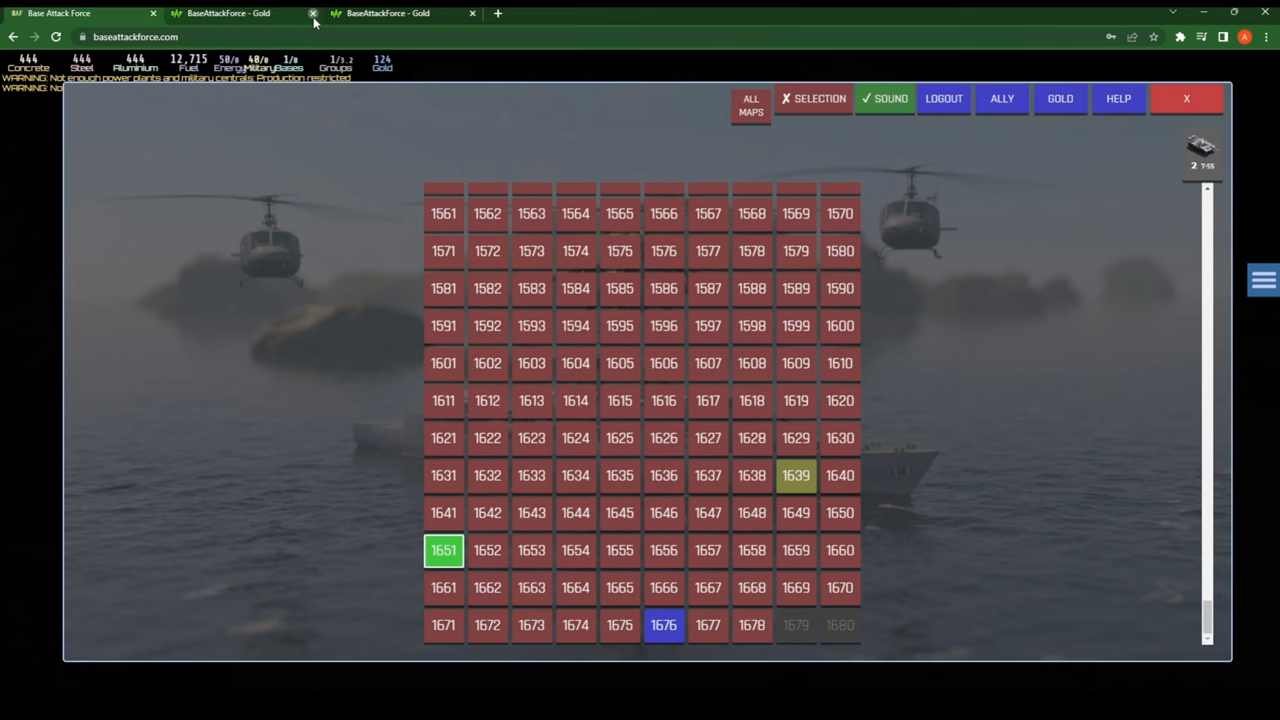 BAF Base Attack Force
BaseAttackForce - Gold
BaseAttackForce - Gold
baseattackforce.com
A
444 444 444 12,715 50/0 40/0 1/0 1/3.2 124
Concrete Steel Aluminium Fuel Energy Military Bases Groups Gold
WARNING: Not enough power plants and military centrals: Production restricted
WARNING: No
ALL MAPS
✗ SELECTION
✓ SOUND
LOGOUT
ALLY
GOLD
HELP
X
2 T-55
1561 1562 1563 1564 1565 1566 1567 1568 1569 1570
1571 1572 1573 1574 1575 1576 1577 1578 1579 1580
1581 1582 1583 1584 1585 1586 1587 1588 1589 1590
1591 1592 1593 1594 1595 1596 1597 1598 1599 1600
1601 1602 1603 1604 1605 1606 1607 1608 1609 1610
1611 1612 1613 1614 1615 1616 1617 1618 1619 1620
1621 1622 1623 1624 1625 1626 1627 1628 1629 1630
1631 1632 1633 1634 1635 1636 1637 1638 1639 1640
1641 1642 1643 1644 1645 1646 1647 1648 1649 1650
1651 1652 1653 1654 1655 1656 1657 1658 1659 1660
1661 1662 1663 1664 1665 1666 1667 1668 1669 1670
1671 1672 1673 1674 1675 1676 1677 1678 1679 1680